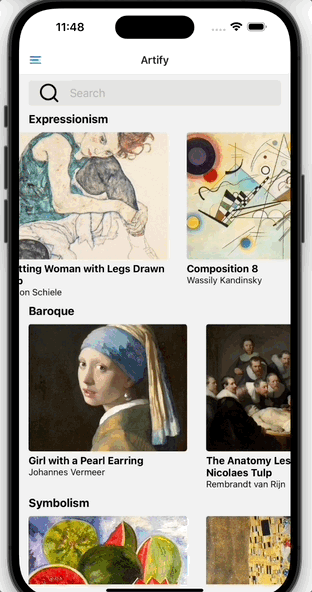 11:48
Artify
Search
Expressionism
tting Woman with Legs Drawn
p
on Schiele
Composition 8
Wassily Kandinsky
Baroque
Girl with a Pearl Earring
Johannes Vermeer
The Anatomy Les
Nicolaes Tulp
Rembrandt van Rijn
Symbolism